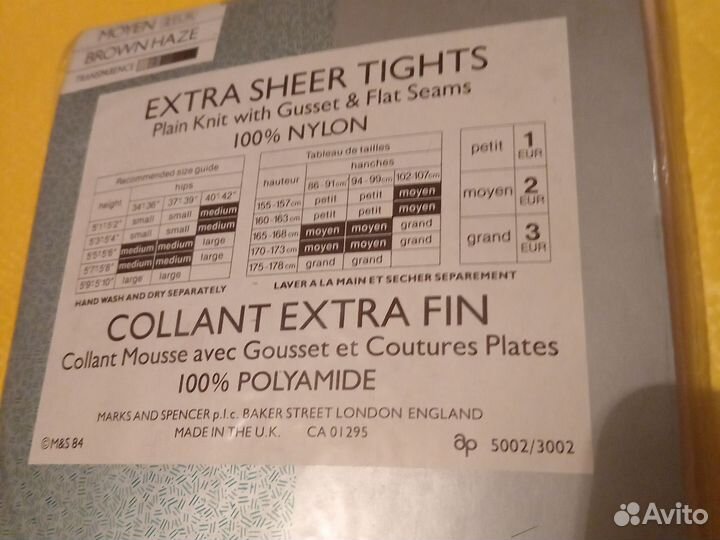 MOYEN
BROWN HAZE
TRANSPARENCE
EXTRA SHEER TIGHTS
Plain Knit with Gusset & Flat Seams
100% NYLON
Recommended size guide
hips
height 34"-36" 37"-39" 40"-42"
5'1"-5'2" small small medium
5'3"-5'4" small small medium
5'5"-5'6" medium medium large
5'7"-5'8" medium medium large
5'9"-5'10" large large
HAND WASH AND DRY SEPARATELY
Tableau de tailles
hanches
hauteur 86-91cm 94-99cm 102-107cm
155-157cm petit petit moyen
160-163cm petit petit moyen
165-168cm moyen moyen grand
170-173cm moyen moyen grand
175-178cm grand grand
LAVER A LA MAIN ET SECHER SEPAREMENT
petit 1 EUR
moyen 2 EUR
grand 3 EUR
COLLANT EXTRA FIN
Collant Mousse avec Gousset et Coutures Plates
100% POLYAMIDE
MARKS AND SPENCER p.l.c. BAKER STREET LONDON ENGLAND
MADE IN THE U.K. CA 01295
©M&S 84
ap 5002/3002
Avito